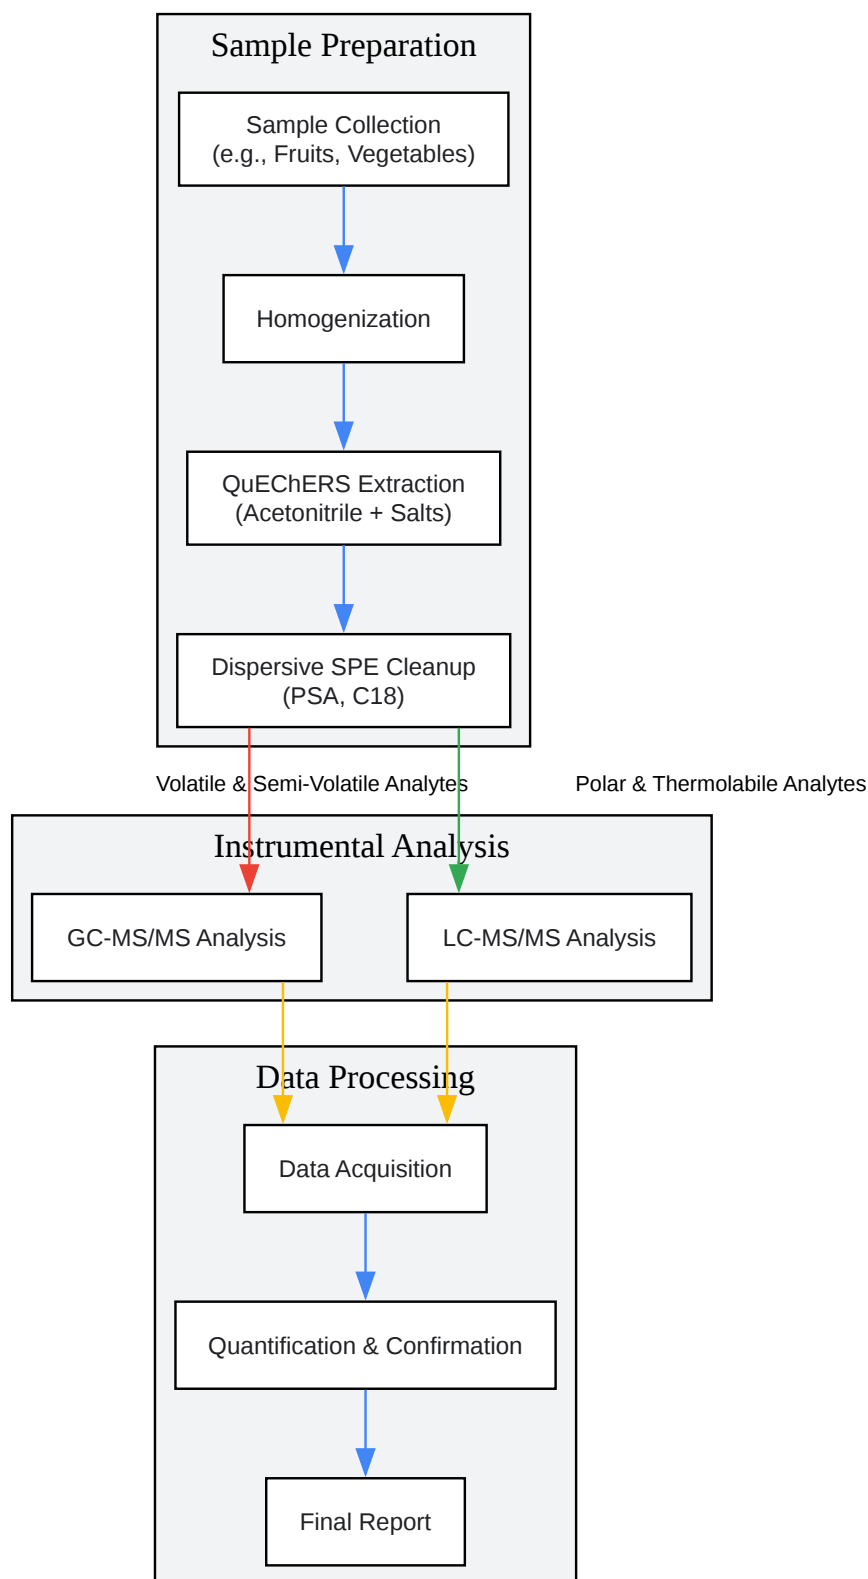 Sample Preparation
Sample Collection
(e.g., Fruits, Vegetables)
Homogenization
QuEChERS Extraction
(Acetonitrile + Salts)
Dispersive SPE Cleanup
(PSA, C18)
Volatile & Semi-Volatile Analytes
Polar & Thermolabile Analytes
Instrumental Analysis
GC-MS/MS Analysis
LC-MS/MS Analysis
Data Processing
Data Acquisition
Quantification & Confirmation
Final Report